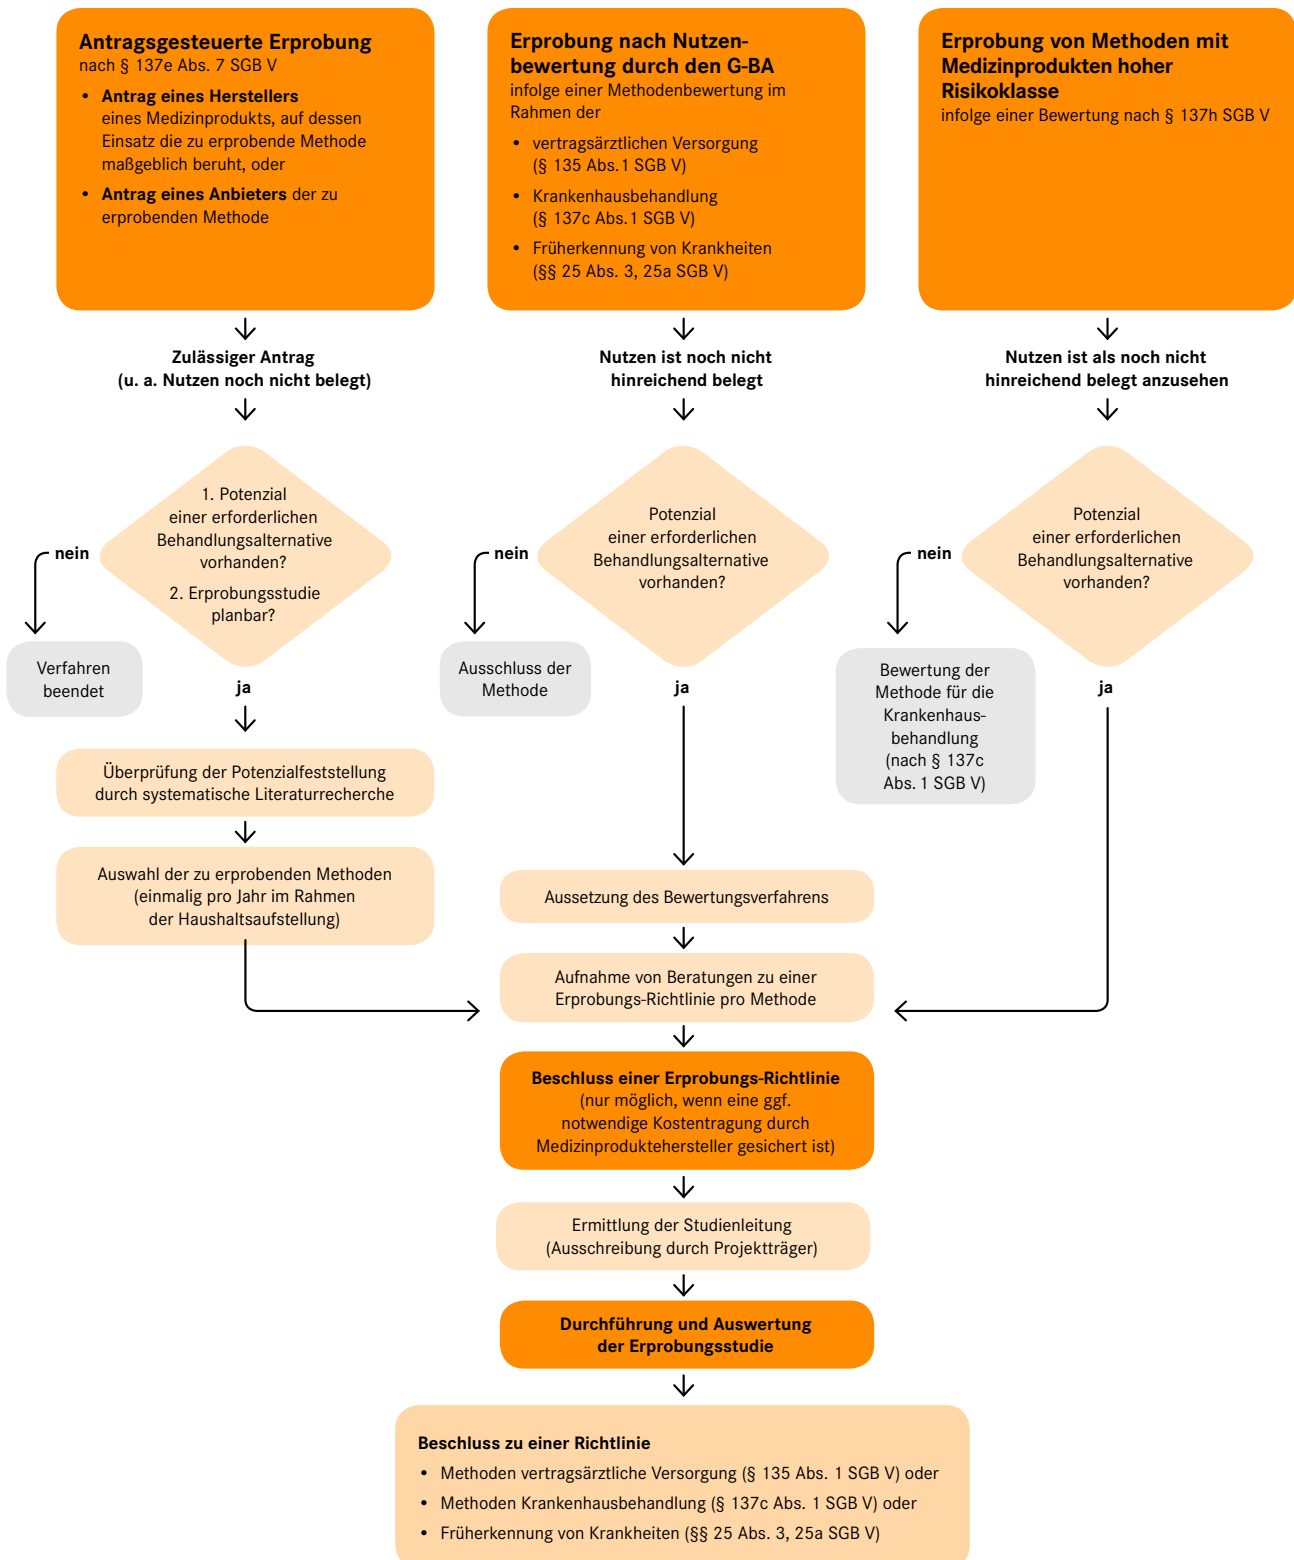 Antragsgesteuerte Erprobung
nach § 137e Abs. 7 SGB V
• Antrag eines Herstellers
eines Medizinprodukts, auf dessen
Einsatz die zu erprobende Methode
maßgeblich beruht, oder
• Antrag eines Anbieters der zu
erprobenden Methode
Erprobung nach Nutzen-
bewertung durch den G-BA
infolge einer Methodenbewertung im
Rahmen der
• vertragsärztlichen Versorgung
(§ 135 Abs. 1 SGB V)
• Krankenhausbehandlung
(§ 137c Abs. 1 SGB V)
• Früherkennung von Krankheiten
(§§ 25 Abs. 3, 25a SGB V)
Erprobung von Methoden mit
Medizinprodukten hoher
Risikoklasse
infolge einer Bewertung nach § 137h SGB V
Zulässiger Antrag
(u. a. Nutzen noch nicht belegt)
Nutzen ist noch nicht
hinreichend belegt
Nutzen ist als noch nicht
hinreichend belegt anzusehen
1. Potenzial
einer erforderlichen
Behandlungsalternative
vorhanden?
2. Erprobungsstudie
planbar?
nein
Verfahren
beendet
ja
Potenzial
einer erforderlichen
Behandlungsalternative
vorhanden?
nein
Ausschluss der
Methode
ja
Potenzial
einer erforderlichen
Behandlungsalternative
vorhanden?
nein
Bewertung der
Methode für die
Krankenhaus-
behandlung
(nach § 137c
Abs. 1 SGB V)
ja
Überprüfung der Potenzialfeststellung
durch systematische Literaturrecherche
Auswahl der zu erprobenden Methoden
(einmalig pro Jahr im Rahmen
der Haushaltsaufstellung)
Aussetzung des Bewertungsverfahrens
Aufnahme von Beratungen zu einer
Erprobungs-Richtlinie pro Methode
Beschluss einer Erprobungs-Richtlinie
(nur möglich, wenn eine ggf.
notwendige Kostentragung durch
Medizinproduktehersteller gesichert ist)
Ermittlung der Studienleitung
(Ausschreibung durch Projektträger)
Durchführung und Auswertung
der Erprobungsstudie
Beschluss zu einer Richtlinie
• Methoden vertragsärztliche Versorgung (§ 135 Abs. 1 SGB V) oder
• Methoden Krankenhausbehandlung (§ 137c Abs. 1 SGB V) oder
• Früherkennung von Krankheiten (§§ 25 Abs. 3, 25a SGB V)